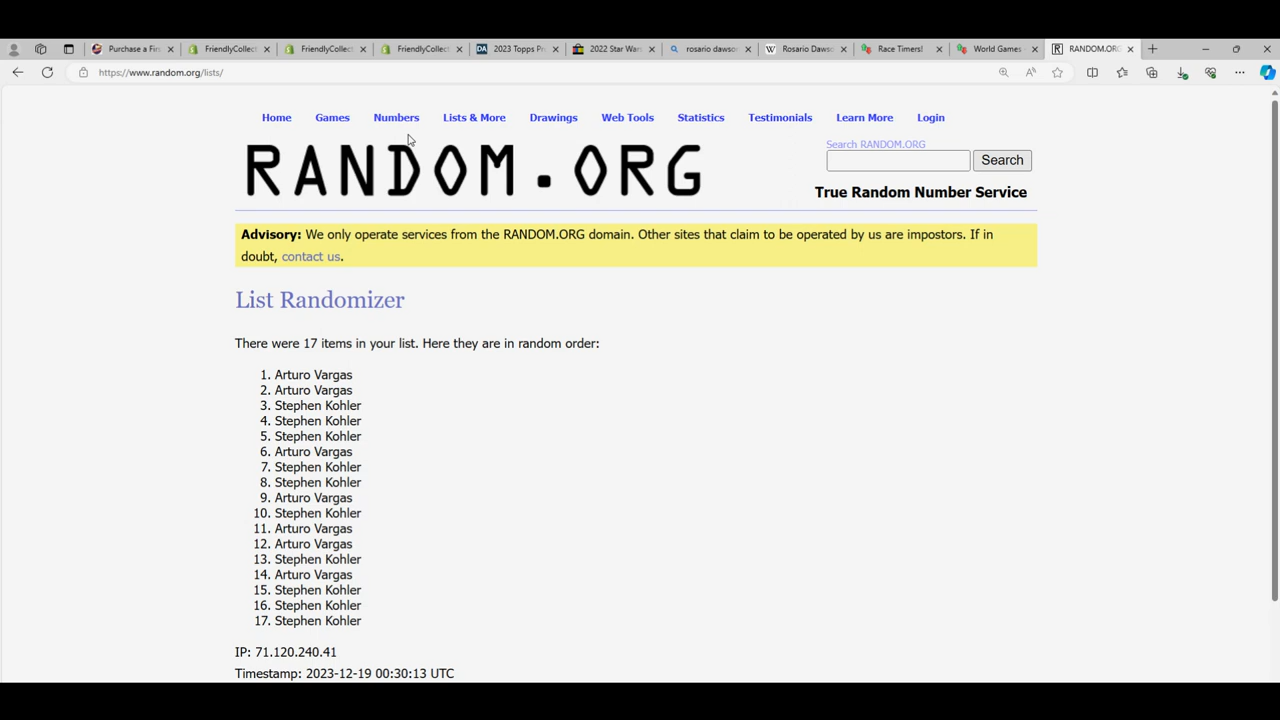 Purchase a Fir
FriendlyCollect
FriendlyCollect
FriendlyCollect
2023 Topps Pr
2022 Star War
rosario dawso
Rosario Dawso
Race Timers!
World Games
RANDOM.ORG
https://www.random.org/lists/
Home Games Numbers Lists & More Drawings Web Tools Statistics Testimonials Learn More Login
RANDOM.ORG
Search RANDOM.ORG
Search
True Random Number Service
Advisory: We only operate services from the RANDOM.ORG domain. Other sites that claim to be operated by us are impostors. If in
doubt, contact us.
List Randomizer
There were 17 items in your list. Here they are in random order:
1. Arturo Vargas
2. Arturo Vargas
3. Stephen Kohler
4. Stephen Kohler
5. Stephen Kohler
6. Arturo Vargas
7. Stephen Kohler
8. Stephen Kohler
9. Arturo Vargas
10. Stephen Kohler
11. Arturo Vargas
12. Arturo Vargas
13. Stephen Kohler
14. Arturo Vargas
15. Stephen Kohler
16. Stephen Kohler
17. Stephen Kohler
IP: 71.120.240.41
Timestamp: 2023-12-19 00:30:13 UTC